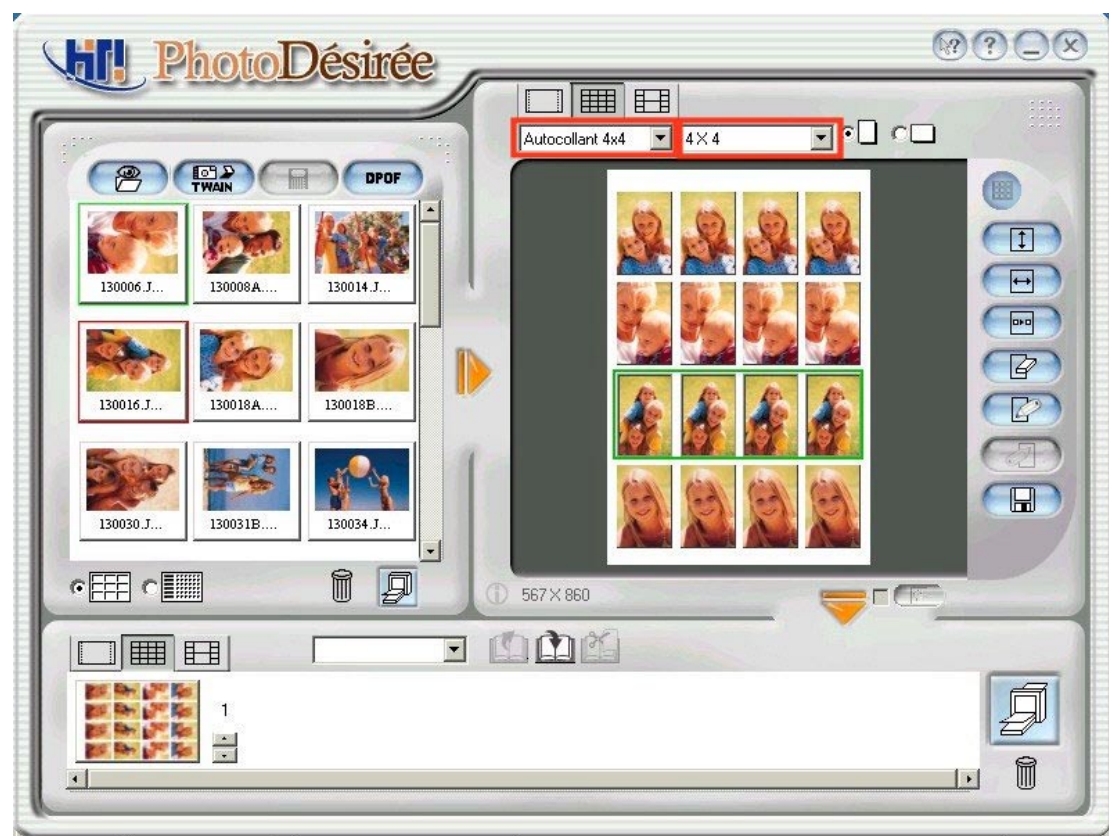 HiTi PhotoDésirée
Autocollant 4x4 4 X 4
TWAIN DPOF
130006.J... 130008A.... 130014.J...
130016.J... 130018A.... 130018B....
130030.J... 130031B.... 130034.J...
567 X 860
1